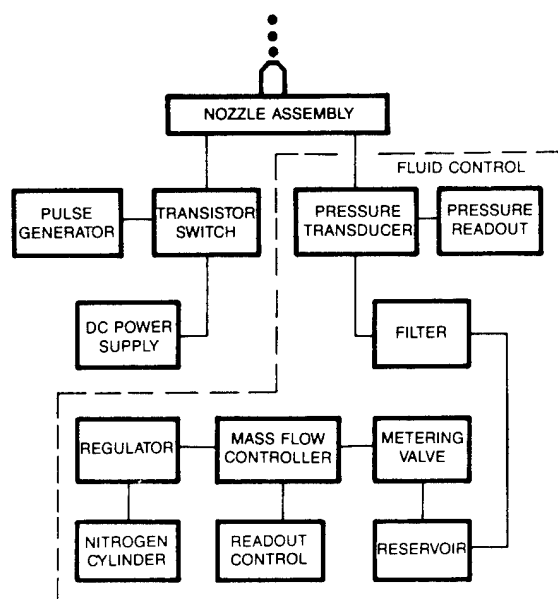 NOZZLE ASSEMBLY
FLUID CONTROL
PULSE
GENERATOR
TRANSISTOR
SWITCH
PRESSURE
TRANSDUCER
PRESSURE
READOUT
DC POWER
SUPPLY
FILTER
REGULATOR
MASS FLOW
CONTROLLER
METERING
VALVE
NITROGEN
CYLINDER
READOUT
CONTROL
RESERVOIR